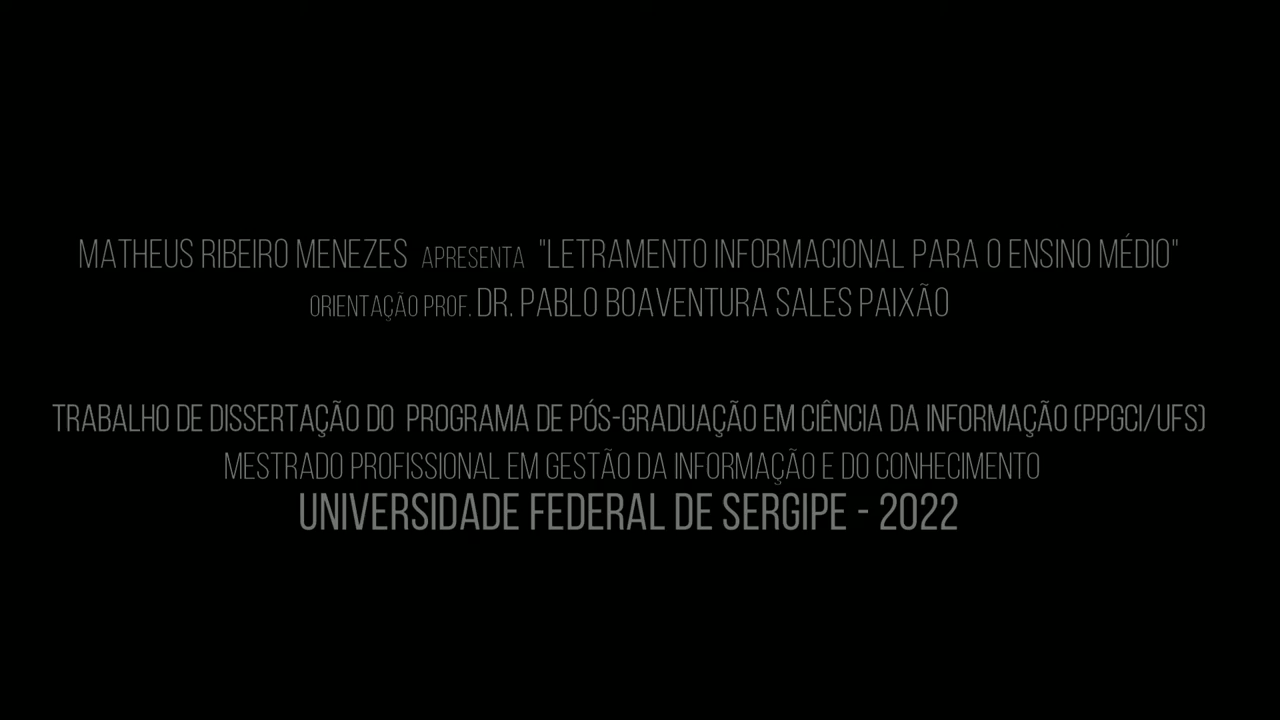 MATHEUS RIBEIRO MENEZES APRESENTA "LETRAMENTO INFORMACIONAL PARA O ENSINO MÉDIO"
ORIENTAÇÃO PROF. DR. PABLO BOAVENTURA SALES PAIXÃO
TRABALHO DE DISSERTAÇÃO DO PROGRAMA DE PÓS-GRADUAÇÃO EM CIÊNCIA DA INFORMAÇÃO (PPGCI/UFS)
MESTRADO PROFISSIONAL EM GESTÃO DA INFORMAÇÃO E DO CONHECIMENTO
UNIVERSIDADE FEDERAL DE SERGIPE - 2022